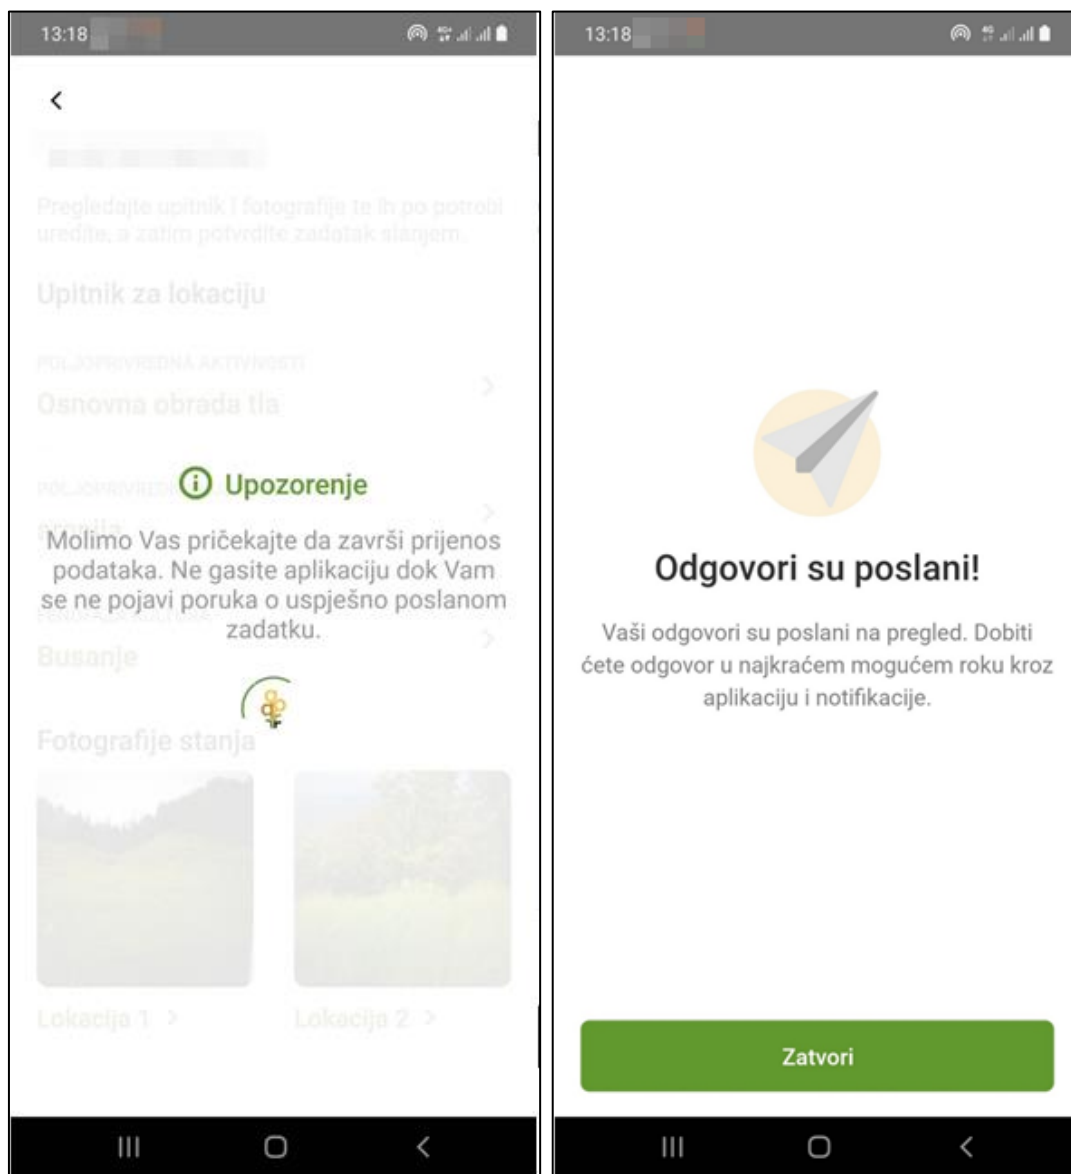 13:18
Pregledajte upitnik i fotografije te ih po potrebi
uredite, a zatim potvrdite zadatak slanjem.
Upitnik za lokaciju
POLJOPRIVREDNA AKTIVNOSTI
Osnovna obrada tla
Upozorenje
Molimo Vas pričekajte da završi prijenos
podataka. Ne gasite aplikaciju dok Vam
se ne pojavi poruka o uspješno poslanom
zadatku.
Busanje
Fotografije stanja
Lokacija 1 >
Lokacija 2 >
13:18
4G
Odgovori su poslani!
Vaši odgovori su poslani na pregled. Dobiti
ćete odgovor u najkraćem mogućem roku kroz
aplikaciju i notifikacije.
Zatvori